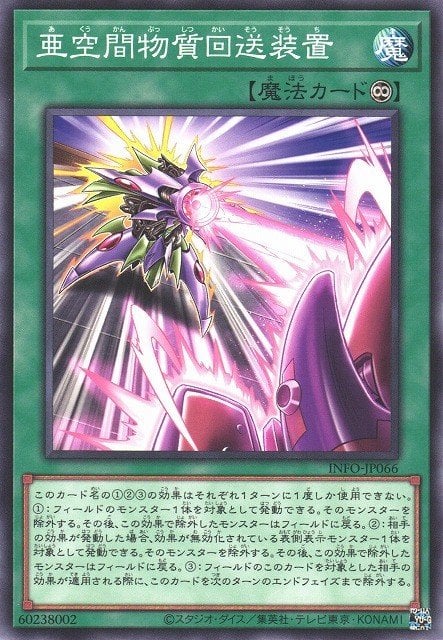 亜空間物質回送装置
魔
【魔法カード】
INFO-JP066
このカード名の①②③の効果はそれぞれ1ターンに1度しか使用できない。
①：フィールドのモンスター1体を対象として発動できる。そのモンスター
を除外する。その後、この効果で除外したモンスターはフィールドに戻る。②：相手
の効果が発動した場合、効果が無効化されている表側表示モンスター1体を
対象として発動できる。そのモンスターを除外する。その後、この効果で除外した
モンスターはフィールドに戻る。③：フィールドのこのカードを対象とした相手の
効果が適用される際に、このカードを次のターンのエンドフェイズまで除外する。
60238002 ©スタジオ・ダイス／集英社・テレビ東京・KONAMI